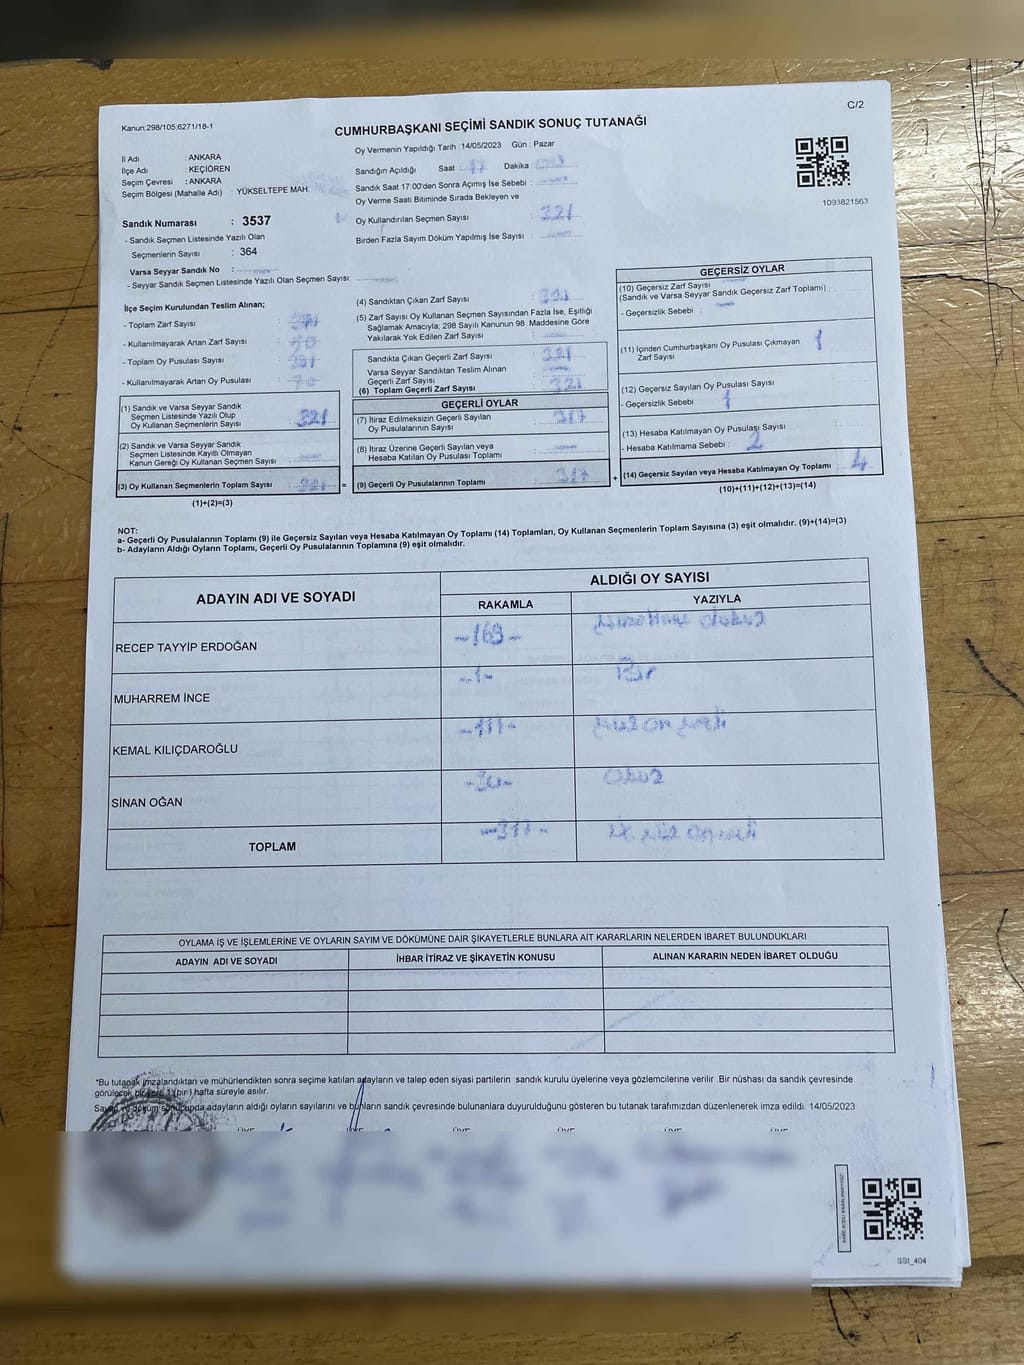 C/2
Kanun:298/105;6271/18-1
CUMHURBAŞKANI SEÇİMİ SANDIK SONUÇ TUTANAĞI
Oy Vermenin Yapıldığı Tarih : 14/05/2023 Gün : Pazar
İl Adı : ANKARA
İlçe Adı : KEÇİÖREN
Seçim Çevresi : ANKARA
Seçim Bölgesi (Mahalle Adı) : YÜKSELTEPE MAH.
Sandık Numarası : 3537
- Sandık Seçmen Listesinde Yazılı Olan
Seçmenlerin Sayısı : 364
Varsa Seyyar Sandık No :
- Seyyar Sandık Seçmen Listesinde Yazılı Olan Seçmen Sayısı:
Sandığın Açıldığı Saat : 17 Dakika :
Sandık Saat 17.00'den Sonra Açımış İse Sebebi :
Oy Verme Saati Bitiminde Sırada Bekleyen ve
Oy Kullandırılan Seçmen Sayısı : 321
Birden Fazla Sayım Döküm Yapılmış İse Sayısı :
1093821563
İlçe Seçim Kurulundan Teslim Alınan;
- Toplam Zarf Sayısı :
- Kullanılmayarak Artan Zarf Sayısı :
- Toplam Oy Pusulası Sayısı :
- Kullanılmayarak Artan Oy Pusulası :
(1) Sandık ve Varsa Seyyar Sandık
Seçmen Listesinde Yazılı Olup
Oy Kullanan Seçmenlerin Sayısı : 321
(2) Sandık ve Varsa Seyyar Sandık
Seçmen Listesinde Kayıtlı Olmayan
Kanun Gereği Oy Kullanan Seçmen Sayısı :
(3) Oy Kullanan Seçmenlerin Toplam Sayısı : 321 =
(1)+(2)=(3)
(4) Sandıktan Çıkan Zarf Sayısı : 321
(5) Zarf Sayısı Oy Kullanan Seçmen Sayısından Fazla İse, Eşitliği
Sağlamak Amacıyla; 298 Sayılı Kanunun 98. Maddesine Göre
Yakılarak Yok Edilen Zarf Sayısı :
Sandıkta Çıkan Geçerli Zarf Sayısı : 321
Varsa Seyyar Sandıktan Teslim Alınan
Geçerli Zarf Sayısı :
(6) Toplam Geçerli Zarf Sayısı : 321
GEÇERLİ OYLAR
(7) İtiraz Edilmeksizin Geçerli Sayılan
Oy Pusulalarının Sayısı : 317
(8) İtiraz Üzerine Geçerli Sayılan veya
Hesaba Katılan Oy Pusulası Toplamı :
(9) Geçerli Oy Pusulalarının Toplamı : 317 +
GEÇERSİZ OYLAR
(10) Geçersiz Zarf Sayısı
(Sandık ve Varsa Seyyar Sandık Geçersiz Zarf Toplamı) :
- Geçersizlik Sebebi :
(11) İçinden Cumhurbaşkanı Oy Pusulası Çıkmayan
Zarf Sayısı : 1
(12) Geçersiz Sayılan Oy Pusulası Sayısı
- Geçersizlik Sebebi : 1
(13) Hesaba Katılmayan Oy Pusulası Sayısı :
- Hesaba Katılmama Sebebi : 2
(14) Geçersiz Sayılan veya Hesaba Katılmayan Oy Toplamı : 4
(10)+(11)+(12)+(13)=(14)
NOT:
a- Geçerli Oy Pusulalarının Toplamı (9) ile Geçersiz Sayılan veya Hesaba Katılmayan Oy Toplamı (14) Toplamları, Oy Kullanan Seçmenlerin Toplam Sayısına (3) eşit olmalıdır. (9)+(14)=(3)
b- Adayların Aldığı Oyların Toplamı, Geçerli Oy Pusulalarının Toplamına (9) eşit olmalıdır.
ADAYIN ADI VE SOYADI
ALDIĞI OY SAYISI
RAKAMLA YAZIYLA
RECEP TAYYİP ERDOĞAN -169-
MUHARREM İNCE -1- Bir
KEMAL KILIÇDAROĞLU -117- yüz on yedi
SİNAN OĞAN -30- otuz
TOPLAM -317-
OYLAMA İŞ VE İŞLEMLERİNE VE OYLARIN SAYIM VE DÖKÜMÜNE DAİR ŞİKAYETLERLE BUNLARA AİT KARARLARIN NELERDEN İBARET BULUNDUKLARI
ADAYIN ADI VE SOYADI
İHBAR İTİRAZ VE ŞİKAYETİN KONUSU
ALINAN KARARIN NEDEN İBARET OLDUĞU
*Bu tutanak imzalandıktan ve mühürlendikten sonra seçime katılan adayların ve talep eden siyasi partilerin sandık kurulu üyelerine veya gözlemcilerine verilir .Bir nüshası da sandık çevresinde
görülecek bir yere 1 (bir) hafta süreyle asılır.
Sayım ve döküm sonucunda adayların aldığı oyların sayılarını ve bunların sandık çevresinde bulunanlara duyurulduğunu gösteren bu tutanak tarafımızdan düzenlenerek imza edildi. 14/05/2023
ÜYE ÜYE ÜYE ÜYE ÜYE ÜYE
SSI_404